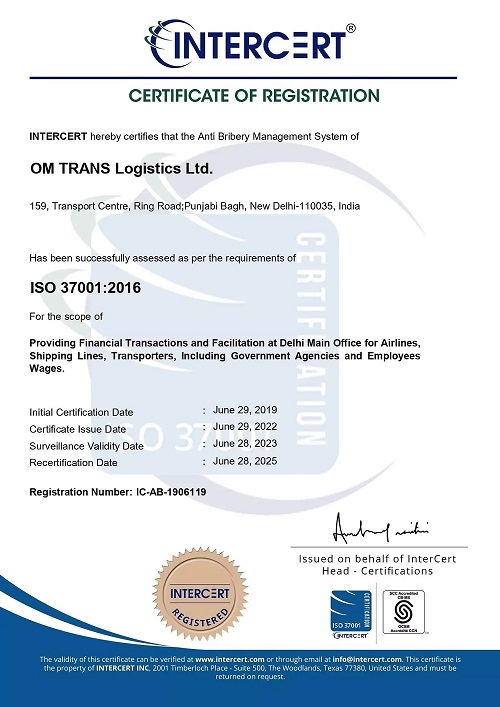 INTERCERT®
CERTIFICATE OF REGISTRATION
INTERCERT hereby certifies that the Anti Bribery Management System of
OM TRANS Logistics Ltd.
159, Transport Centre, Ring Road;Punjabi Bagh, New Delhi-110035, India
Has been successfully assessed as per the requirements of
ISO 37001:2016
For the scope of
Providing Financial Transactions and Facilitation at Delhi Main Office for Airlines,
Shipping Lines, Transporters, Including Government Agencies and Employees
Wages.
Initial Certification Date : June 29, 2019
Certificate Issue Date : June 29, 2022
Surveillance Validity Date : June 28, 2023
Recertification Date : June 28, 2025
Registration Number: IC-AB-1906119
CERTIFICATION
ISO 37001
Issued on behalf of InterCert
Head - Certifications
INTERCERT
REGISTERED
CERTIFICATION
ISO 37001
INTERCERT
SCC Accredited
CB-MS
OCSM
Accrédité CCN
The validity of this certificate can be verified at www.intercert.com or through email at info@intercert.com. This certificate is
the property of INTERCERT INC, 2001 Timberloch Place - Suite 500, The Woodlands, Texas 77380, United States and must be
returned on request.